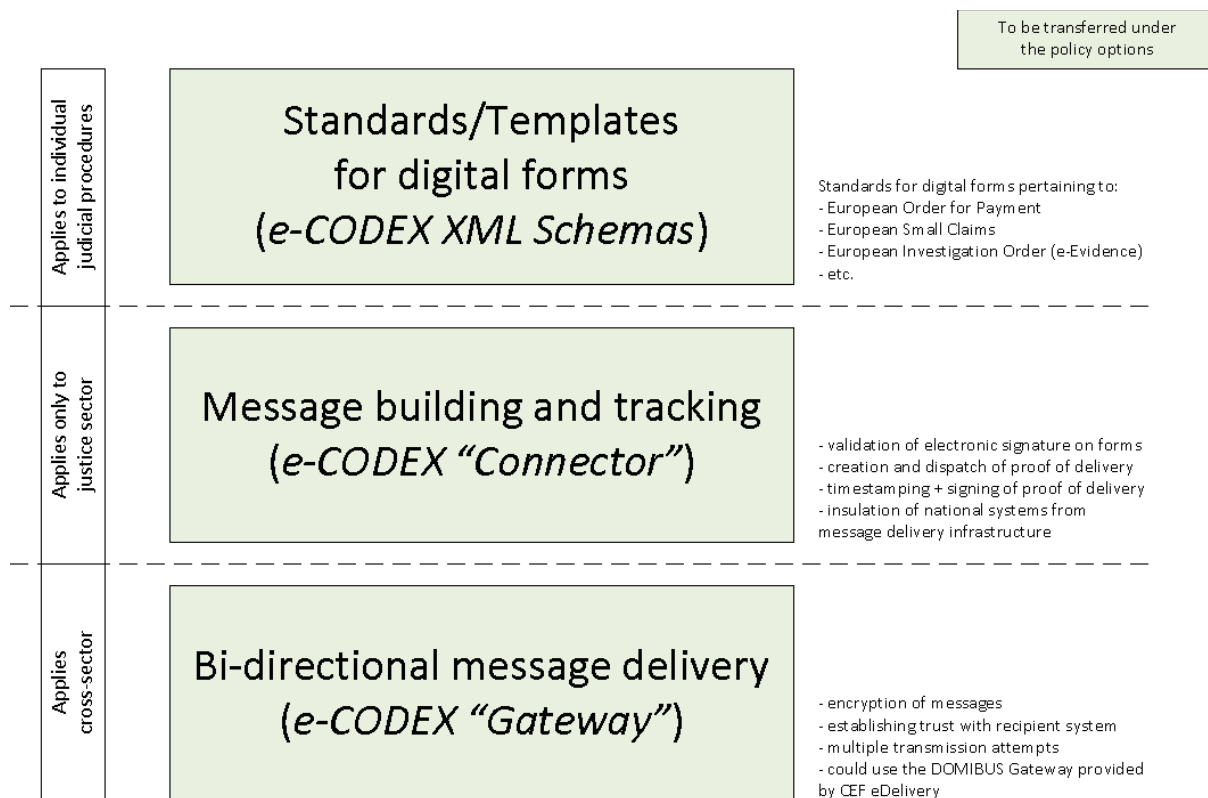 To be transferred under
the policy options
Applies to individual
judicial procedures
Standards/Templates
for digital forms
(e-CODEX XML Schemas)
Standards for digital forms pertaining to:
- European Order for Payment
- European Small Claims
- European Investigation Order (e-Evidence)
- etc.
Applies only to
justice sector
Message building and tracking
(e-CODEX “Connector”)
- validation of electronic signature on forms
- creation and dispatch of proof of delivery
- timestamping + signing of proof of delivery
- insulation of national systems from
message delivery infrastructure
Applies
cross-sector
Bi-directional message delivery
(e-CODEX “Gateway”)
- encryption of messages
- establishing trust with recipient system
- multiple transmission attempts
- could use the DOMIBUS Gateway provided
by CEF eDelivery